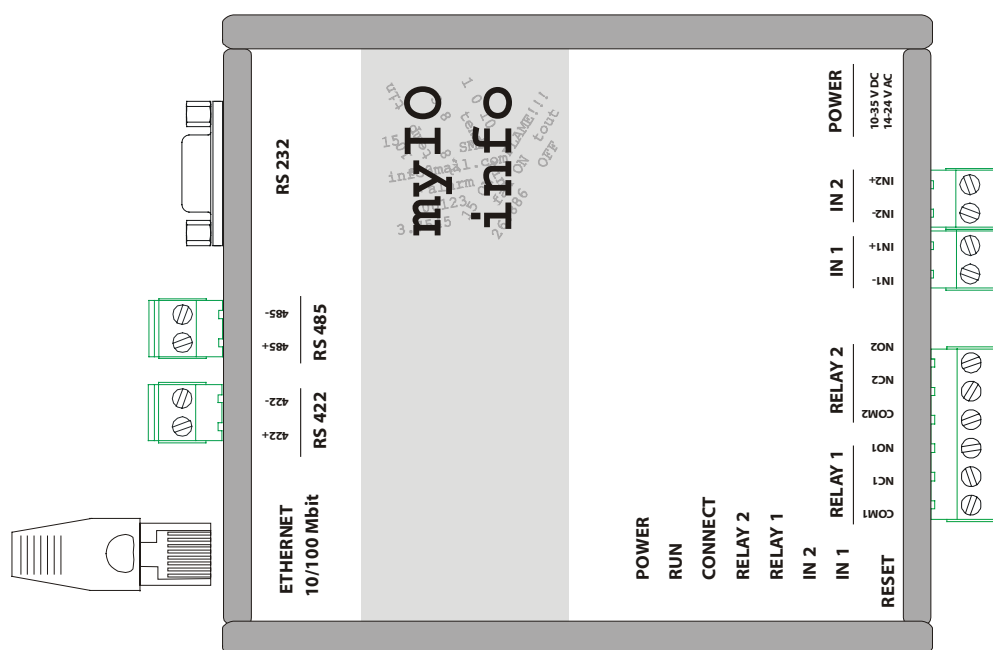 RS 232
485-
485+
RS 485
422-
422+
RS 422
ETHERNET
10/100 Mbit
myIO
info
POWER
10-35 V DC
14-24 V AC
IN 2
IN2+
IN2-
IN 1
IN1+
IN1-
RELAY 2
NO2
NC2
COM2
RELAY 1
NO1
NC1
COM1
POWER
RUN
CONNECT
RELAY 2
RELAY 1
IN 2
IN 1
RESET